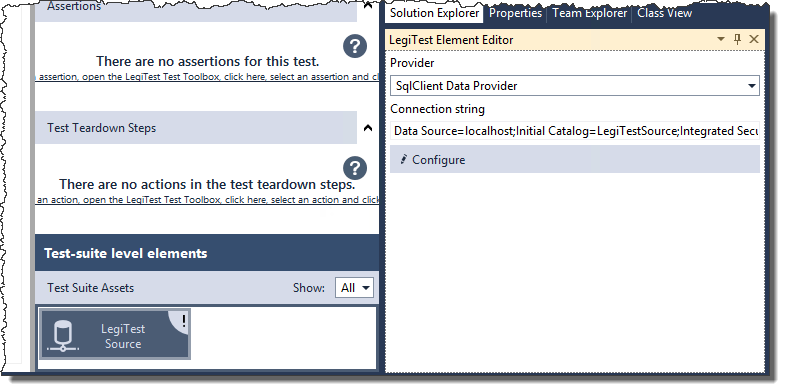 Assertions
There are no assertions for this test.
an assertion, open the LegiTest Test Toolbox, click here, select an assertion and cl
Test Teardown Steps
There are no actions in the test teardown steps.
an action, open the LegiTest Test Toolbox, click here, select an action and click
Test-suite level elements
Test Suite Assets Show: All
LegiTest
Source
!
Solution Explorer Properties Team Explorer Class View
LegiTest Element Editor
Provider
SqlClient Data Provider
Connection string
Data Source=localhost;Initial Catalog=LegiTestSource;Integrated Secu
Configure